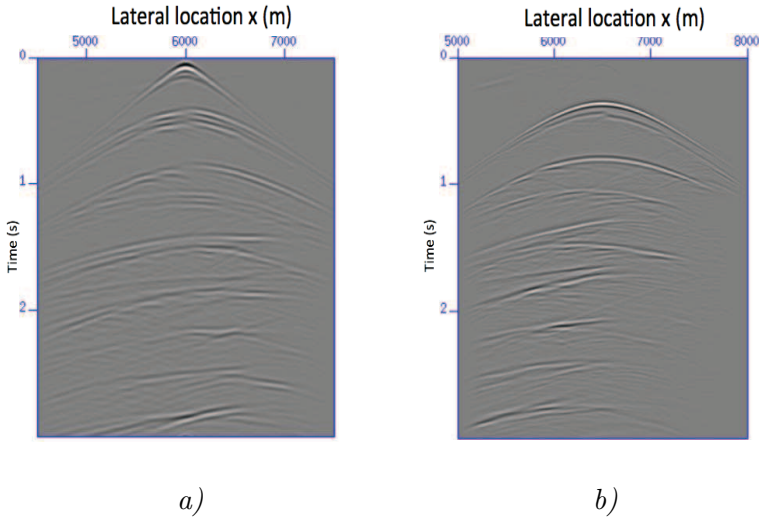 Lateral location x (m)
5000 6000 7000
0
1
2
Time (s)
a)
Lateral location x (m)
5000 6000 7000 8000
0
1
2
Time (s)
b)